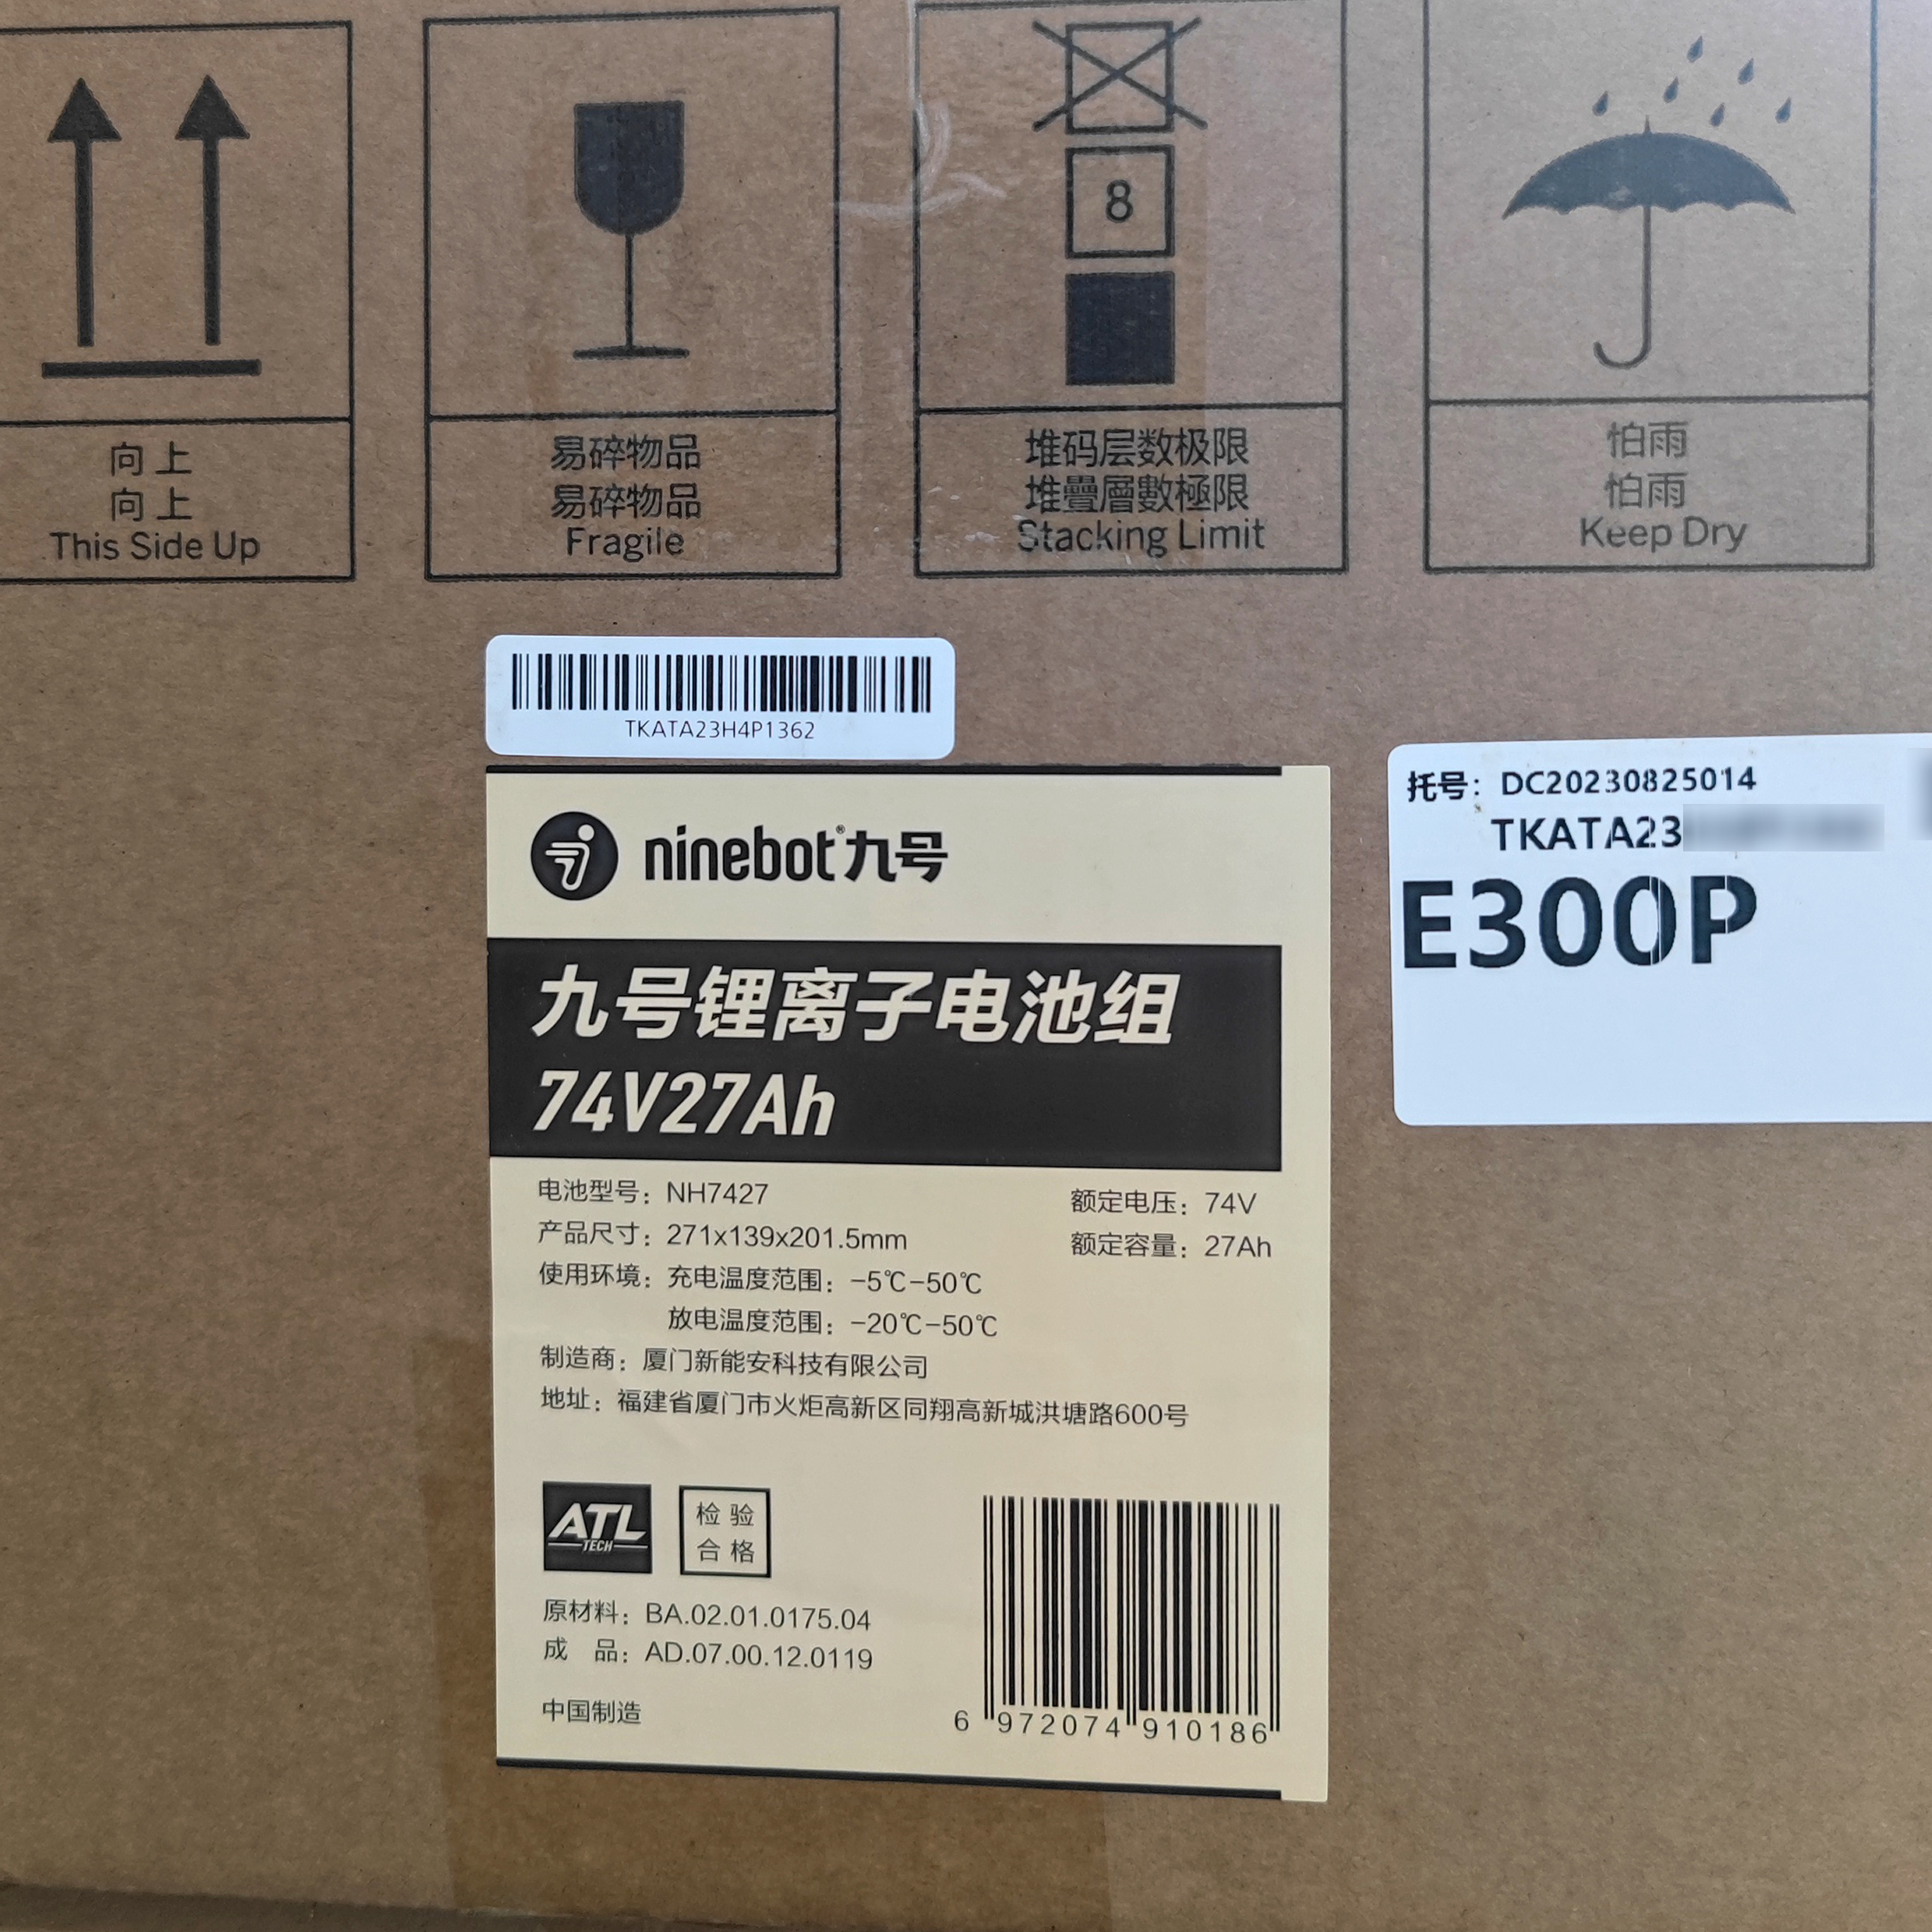 向上
向上
This Side Up
易碎物品
易碎物品
Fragile
8
堆码层数极限
堆疊層數極限
Stacking Limit
怕雨
怕雨
Keep Dry
TKATA23H4P1362
托号：DC20230825014
TKATA23
E300P
ninebot®九号
九号锂离子电池组
74V27Ah
电池型号：NH7427
额定电压：74V
产品尺寸：271x139x201.5mm
额定容量：27Ah
使用环境：充电温度范围：-5℃-50℃
放电温度范围：-20℃-50℃
制造商：厦门新能安科技有限公司
地址：福建省厦门市火炬高新区同翔高新城洪塘路600号
ATL
TECH
检验
合格
原材料：BA.02.01.0175.04
成 品：AD.07.00.12.0119
中国制造
6 972074 910186